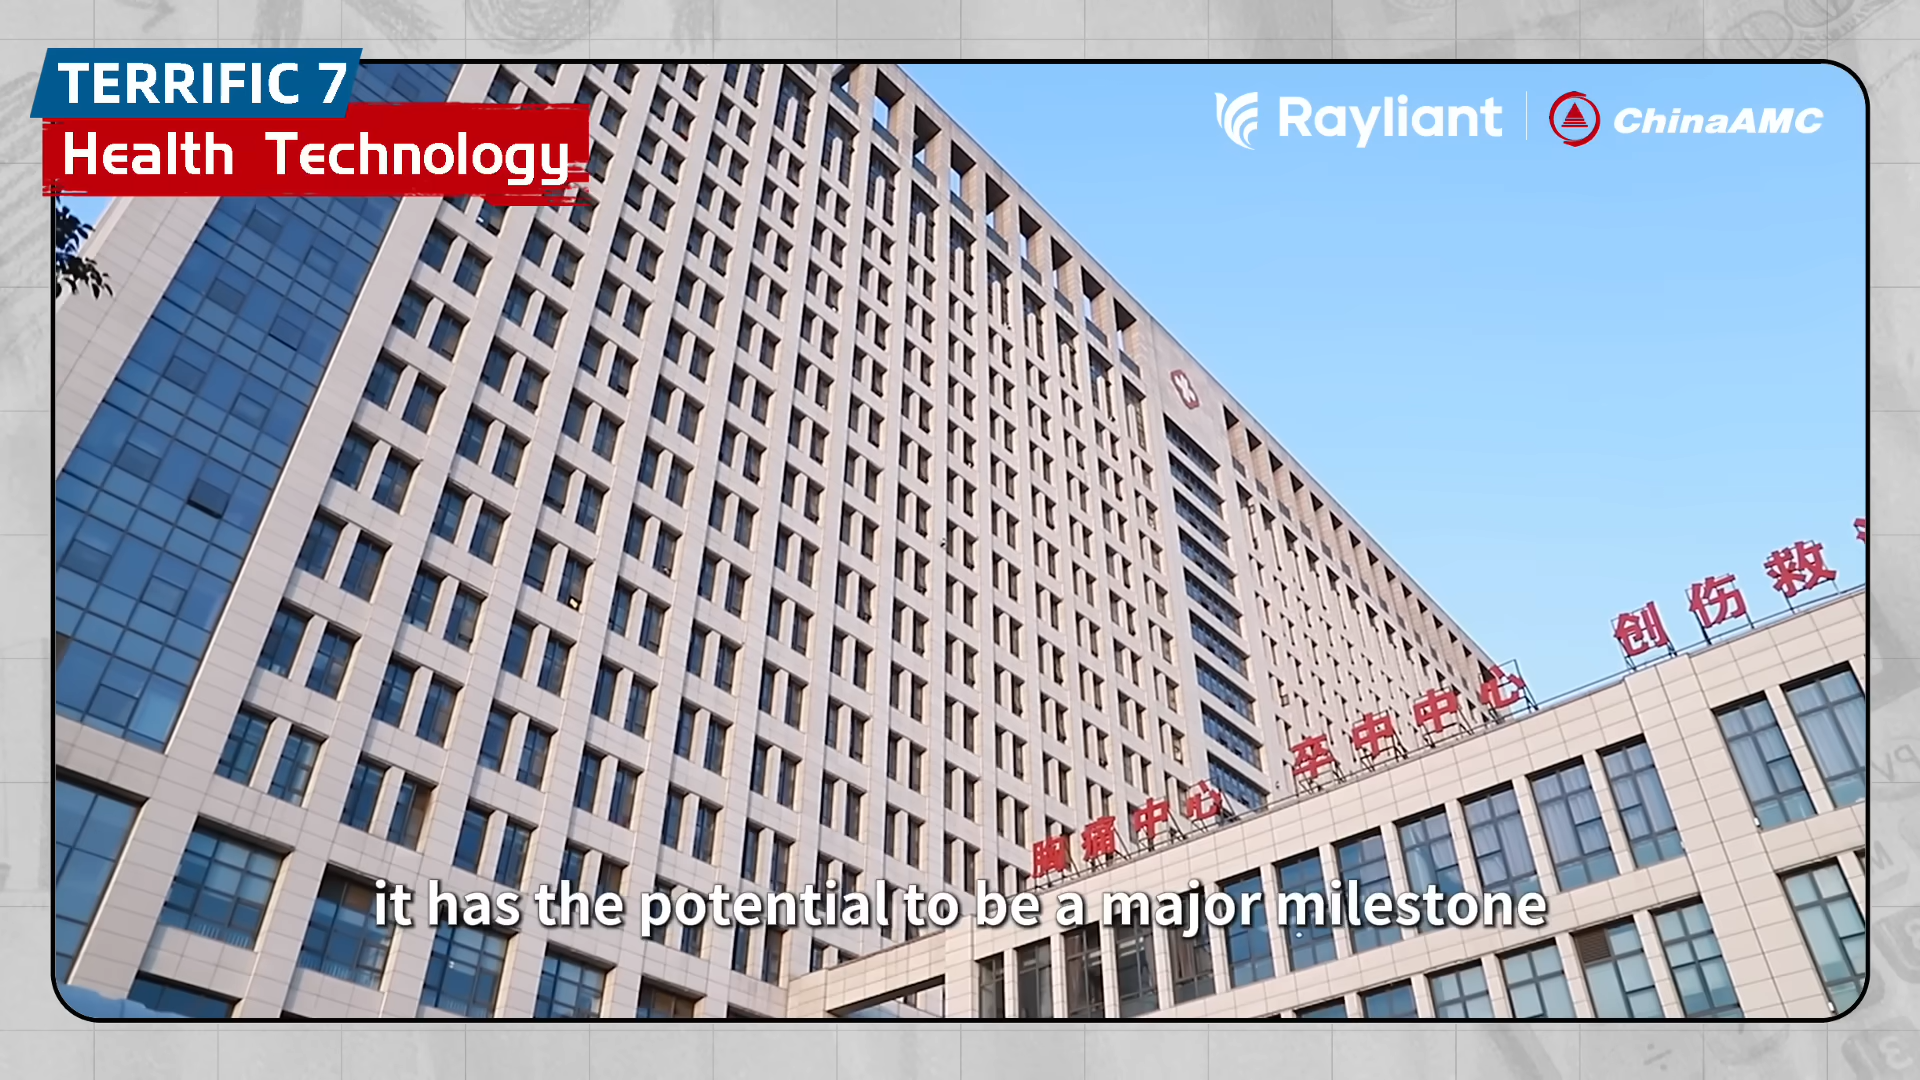 TERRIFIC 7
Health Technology
Rayliant
ChinaAMC
创伤救
卒中中心
胸痛中心
it has the potential to be a major milestone